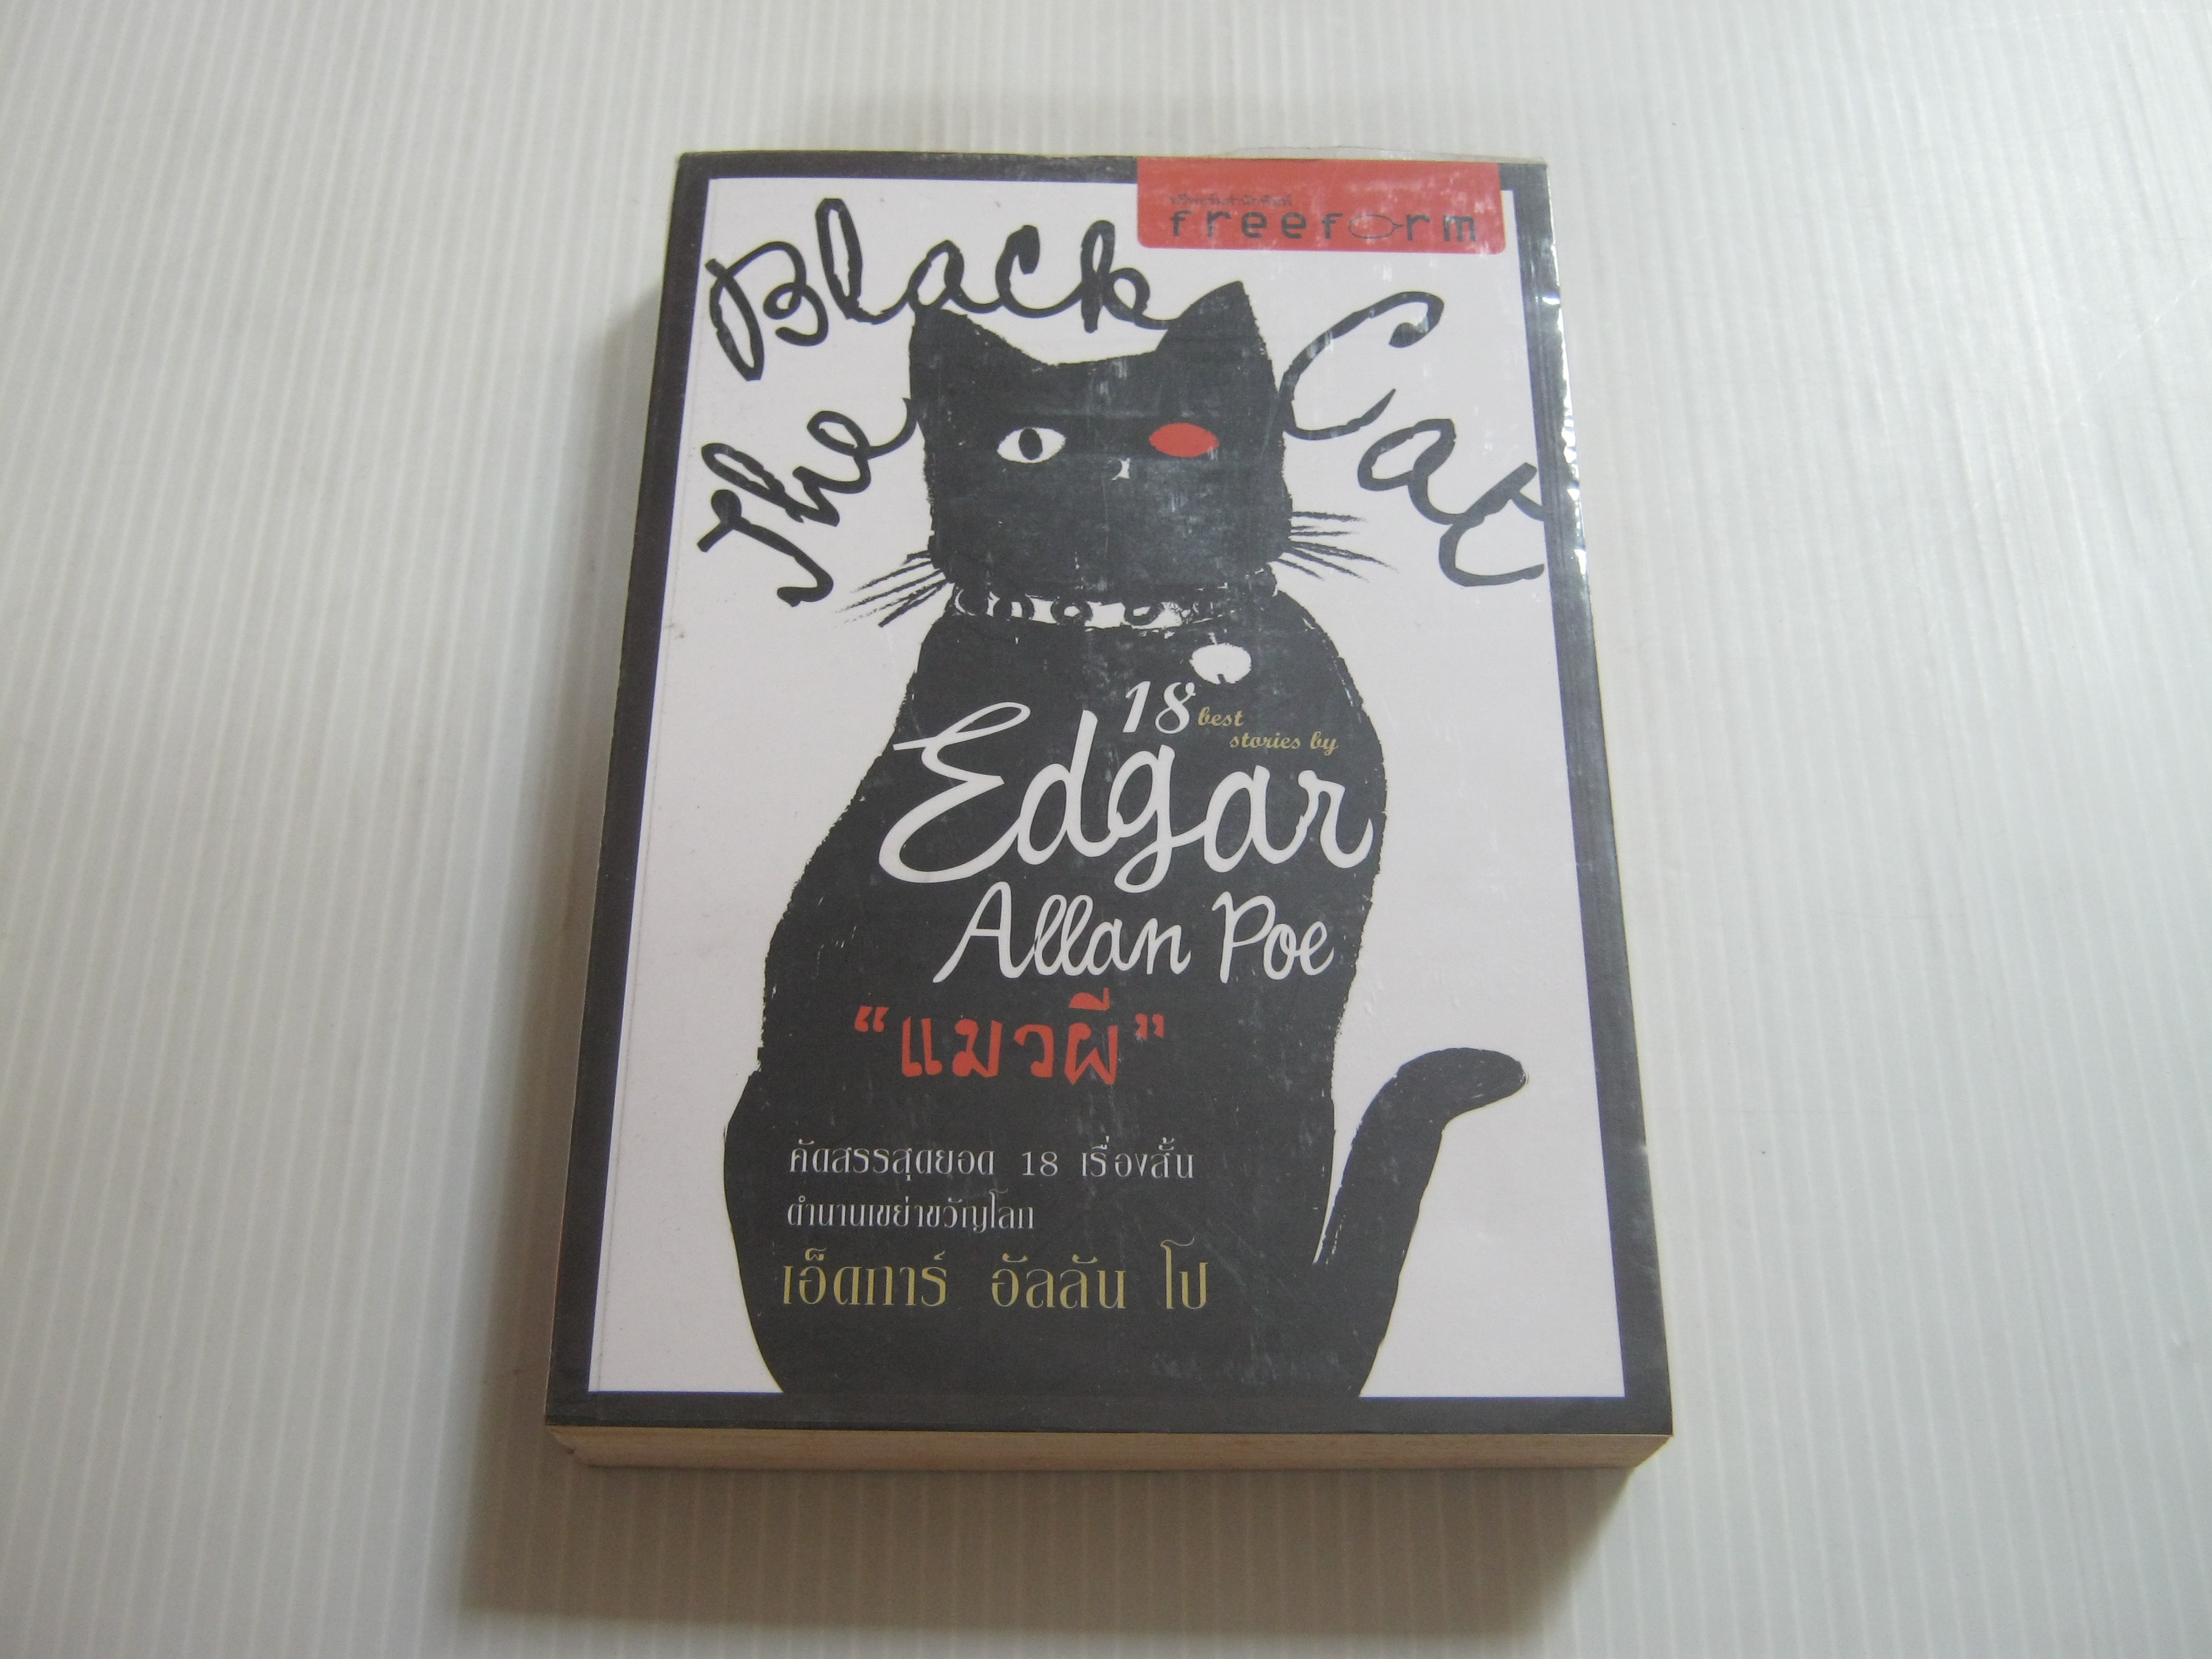 freeform
The Black Cat
18 best
stories by
Edgar
Allan Poe
“แมวผี”
คัดสรรสุดยอด 18 เรื่องสั้น
ตำนานเขย่าขวัญโลก
เอ็ดการ์ อัลลัน โป